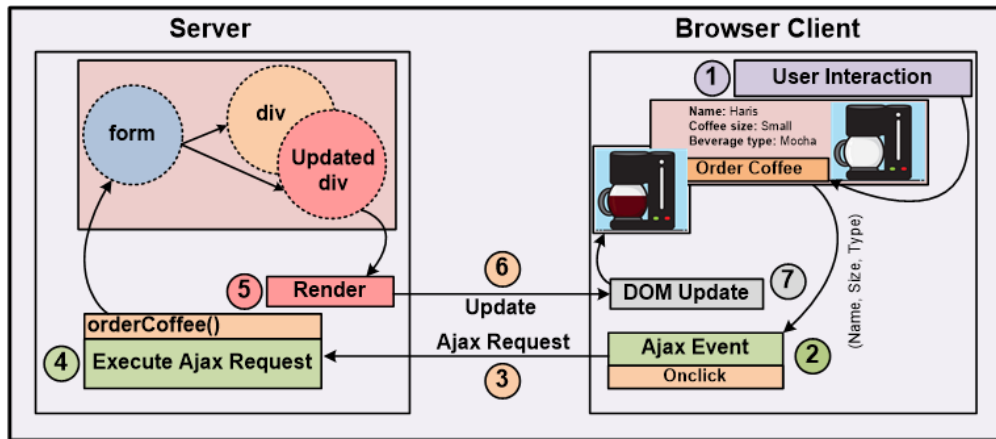 Server
Browser Client
1
User Interaction
Name: Haris
Coffee size: Small
Beverage type: Mocha
Order Coffee
form
div
Updated
div
(Name, Size, Type)
5
Render
6
Update
DOM Update
7
orderCoffee()
4
Execute Ajax Request
Ajax Request
3
Ajax Event
2
Onclick